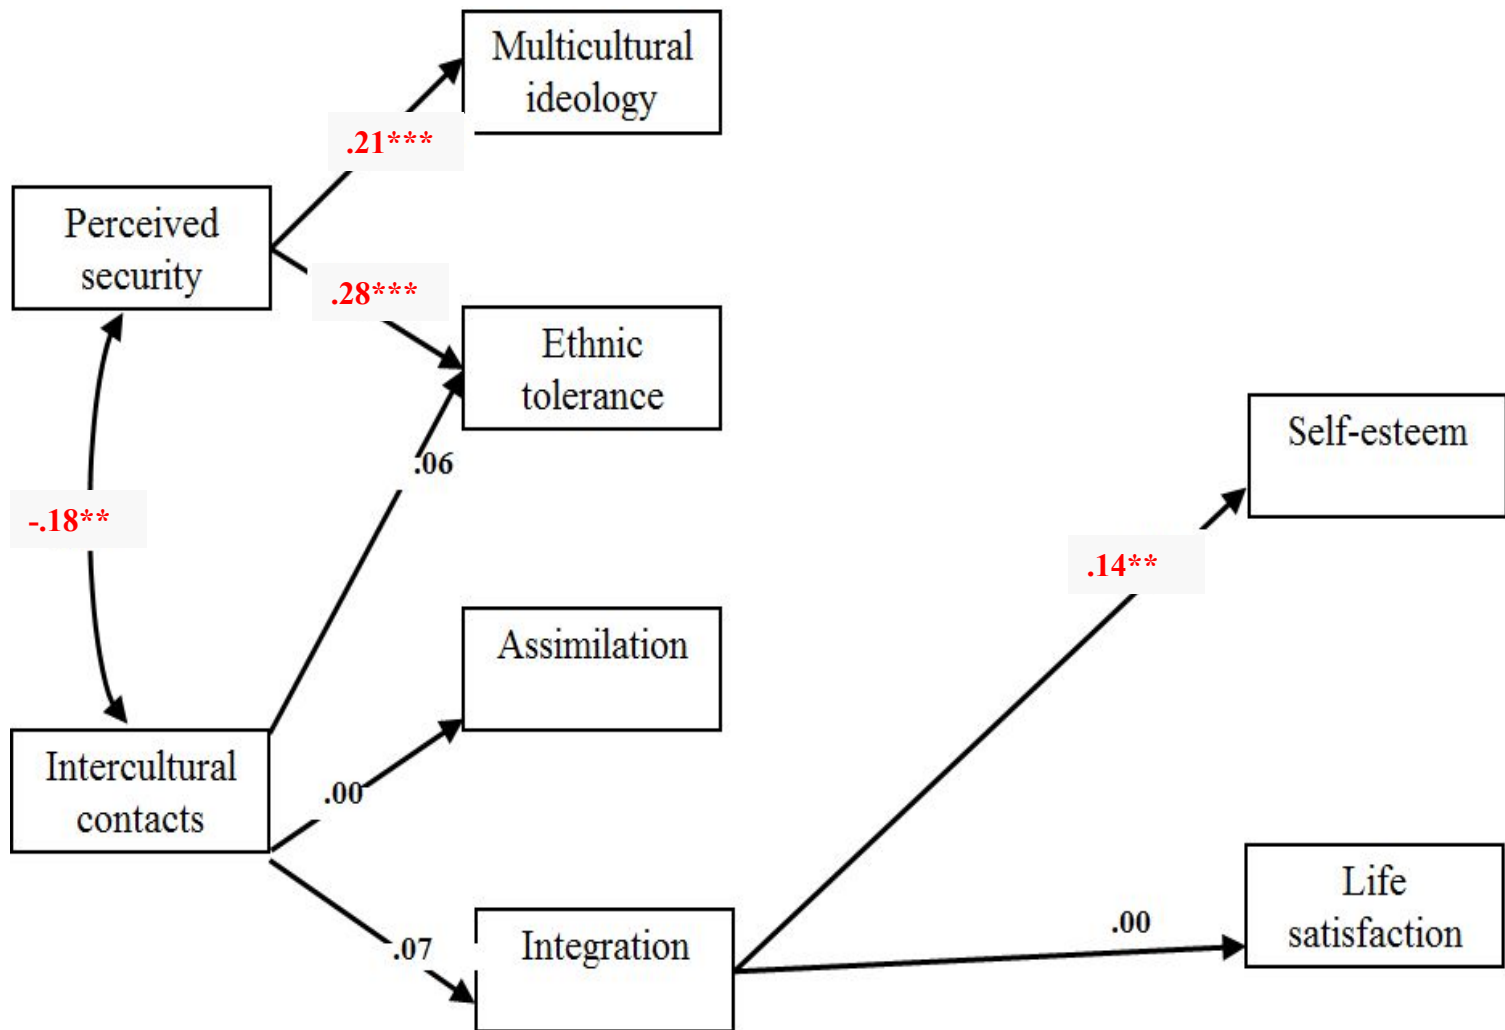 Multicultural
ideology
.21***
Perceived
security
.28***
Ethnic
tolerance
.06
Self-esteem
-.18**
.14**
Assimilation
Intercultural
contacts
.00
Life
satisfaction
.00
Integration
.07